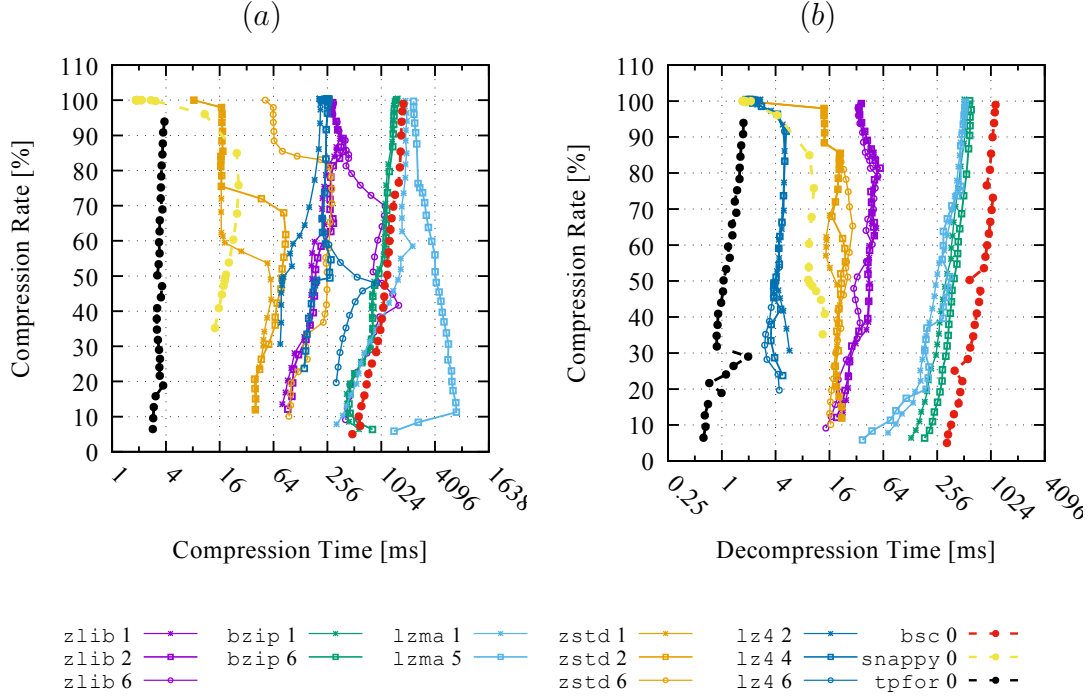 (a)
(b)
110
100
90
80
70
60
50
40
30
20
10
0
Compression Rate [%]
1
4
16
64
256
1024
4096
1638
Compression Time [ms]
110
100
90
80
70
60
50
40
30
20
10
0
Compression Rate [%]
0.25
1
4
16
64
256
1024
4096
Decompression Time [ms]
zlib 1
bzip 1
lzma 1
zstd 1
lz4 2
bsc 0
zlib 2
bzip 6
lzma 5
zstd 2
lz4 4
snappy 0
zlib 6
zstd 6
lz4 6
tpfor 0